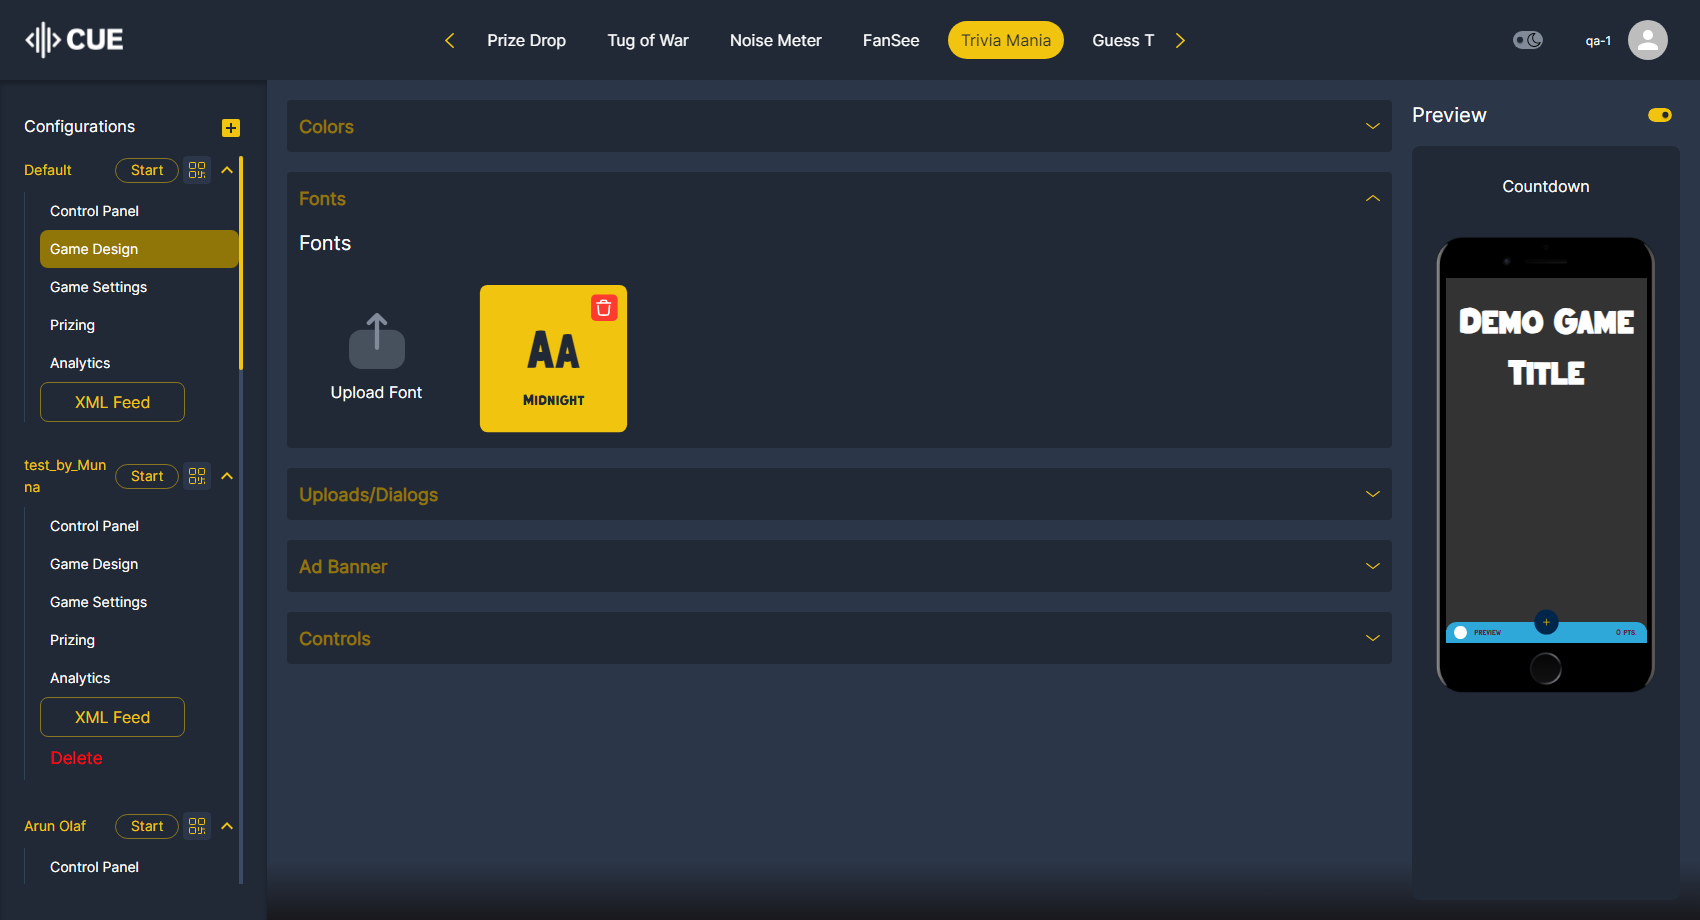 CUE
Prize Drop
Tug of War
Noise Meter
FanSee
Trivia Mania
Guess T
qa-1
Configurations
Default
Start
Control Panel
Game Design
Game Settings
Prizing
Analytics
XML Feed
test_by_Mun
na
Start
Control Panel
Game Design
Game Settings
Prizing
Analytics
XML Feed
Delete
Arun Olaf
Start
Control Panel
Colors
Fonts
Fonts
Upload Font
AA
MIDNIGHT
Uploads/Dialogs
Ad Banner
Controls
Preview
Countdown
DEMO GAME
TITLE
PREVIEW
+
0 PTS.